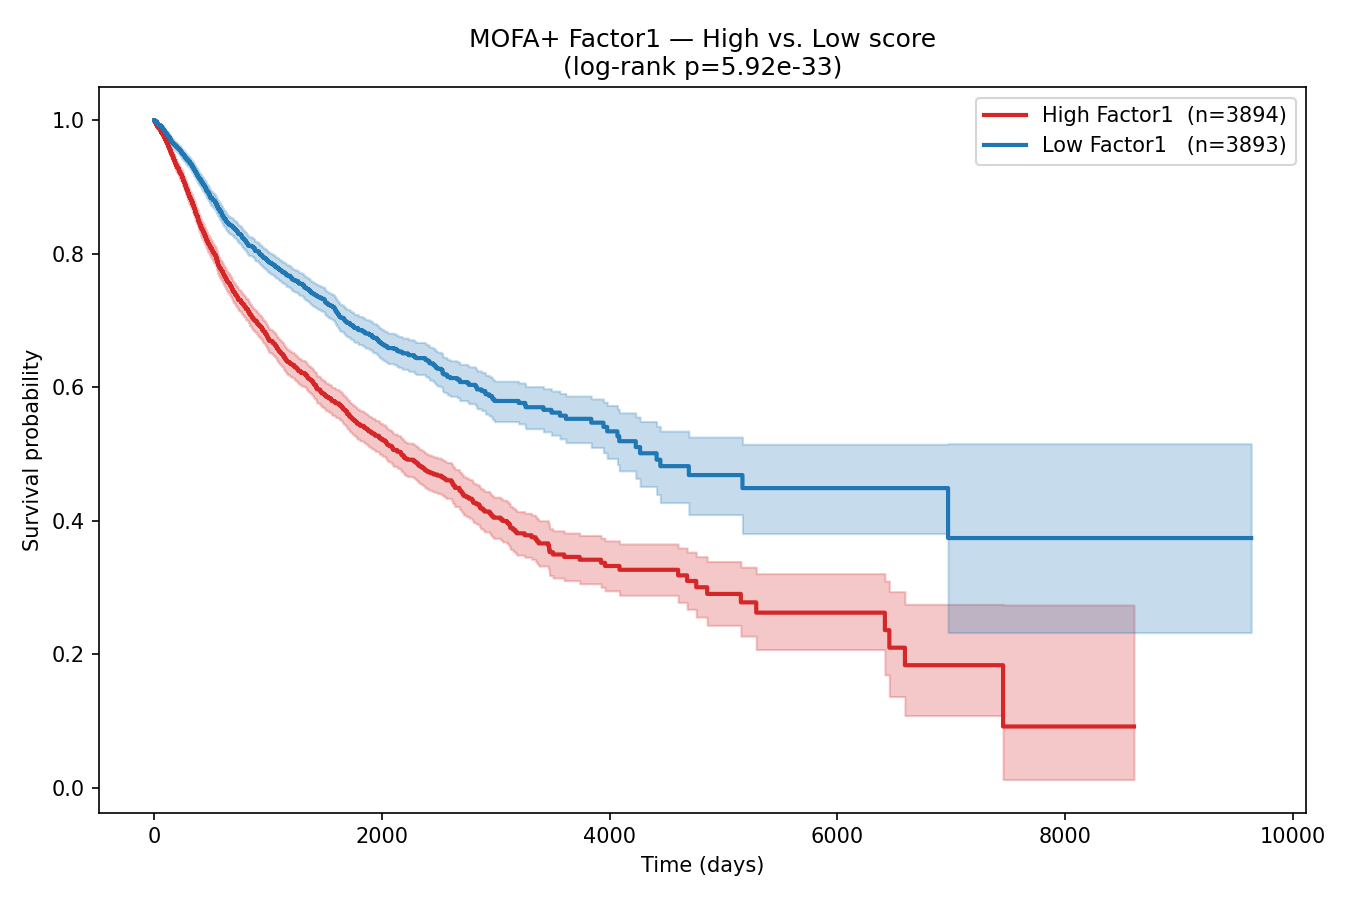 MOFA+ Factor1 — High vs. Low score
(log-rank p=5.92e-33)
High Factor1 (n=3894)
Low Factor1 (n=3893)
Survival probability
1.0
0.8
0.6
0.4
0.2
0.0
0 2000 4000 6000 8000 10000
Time (days)